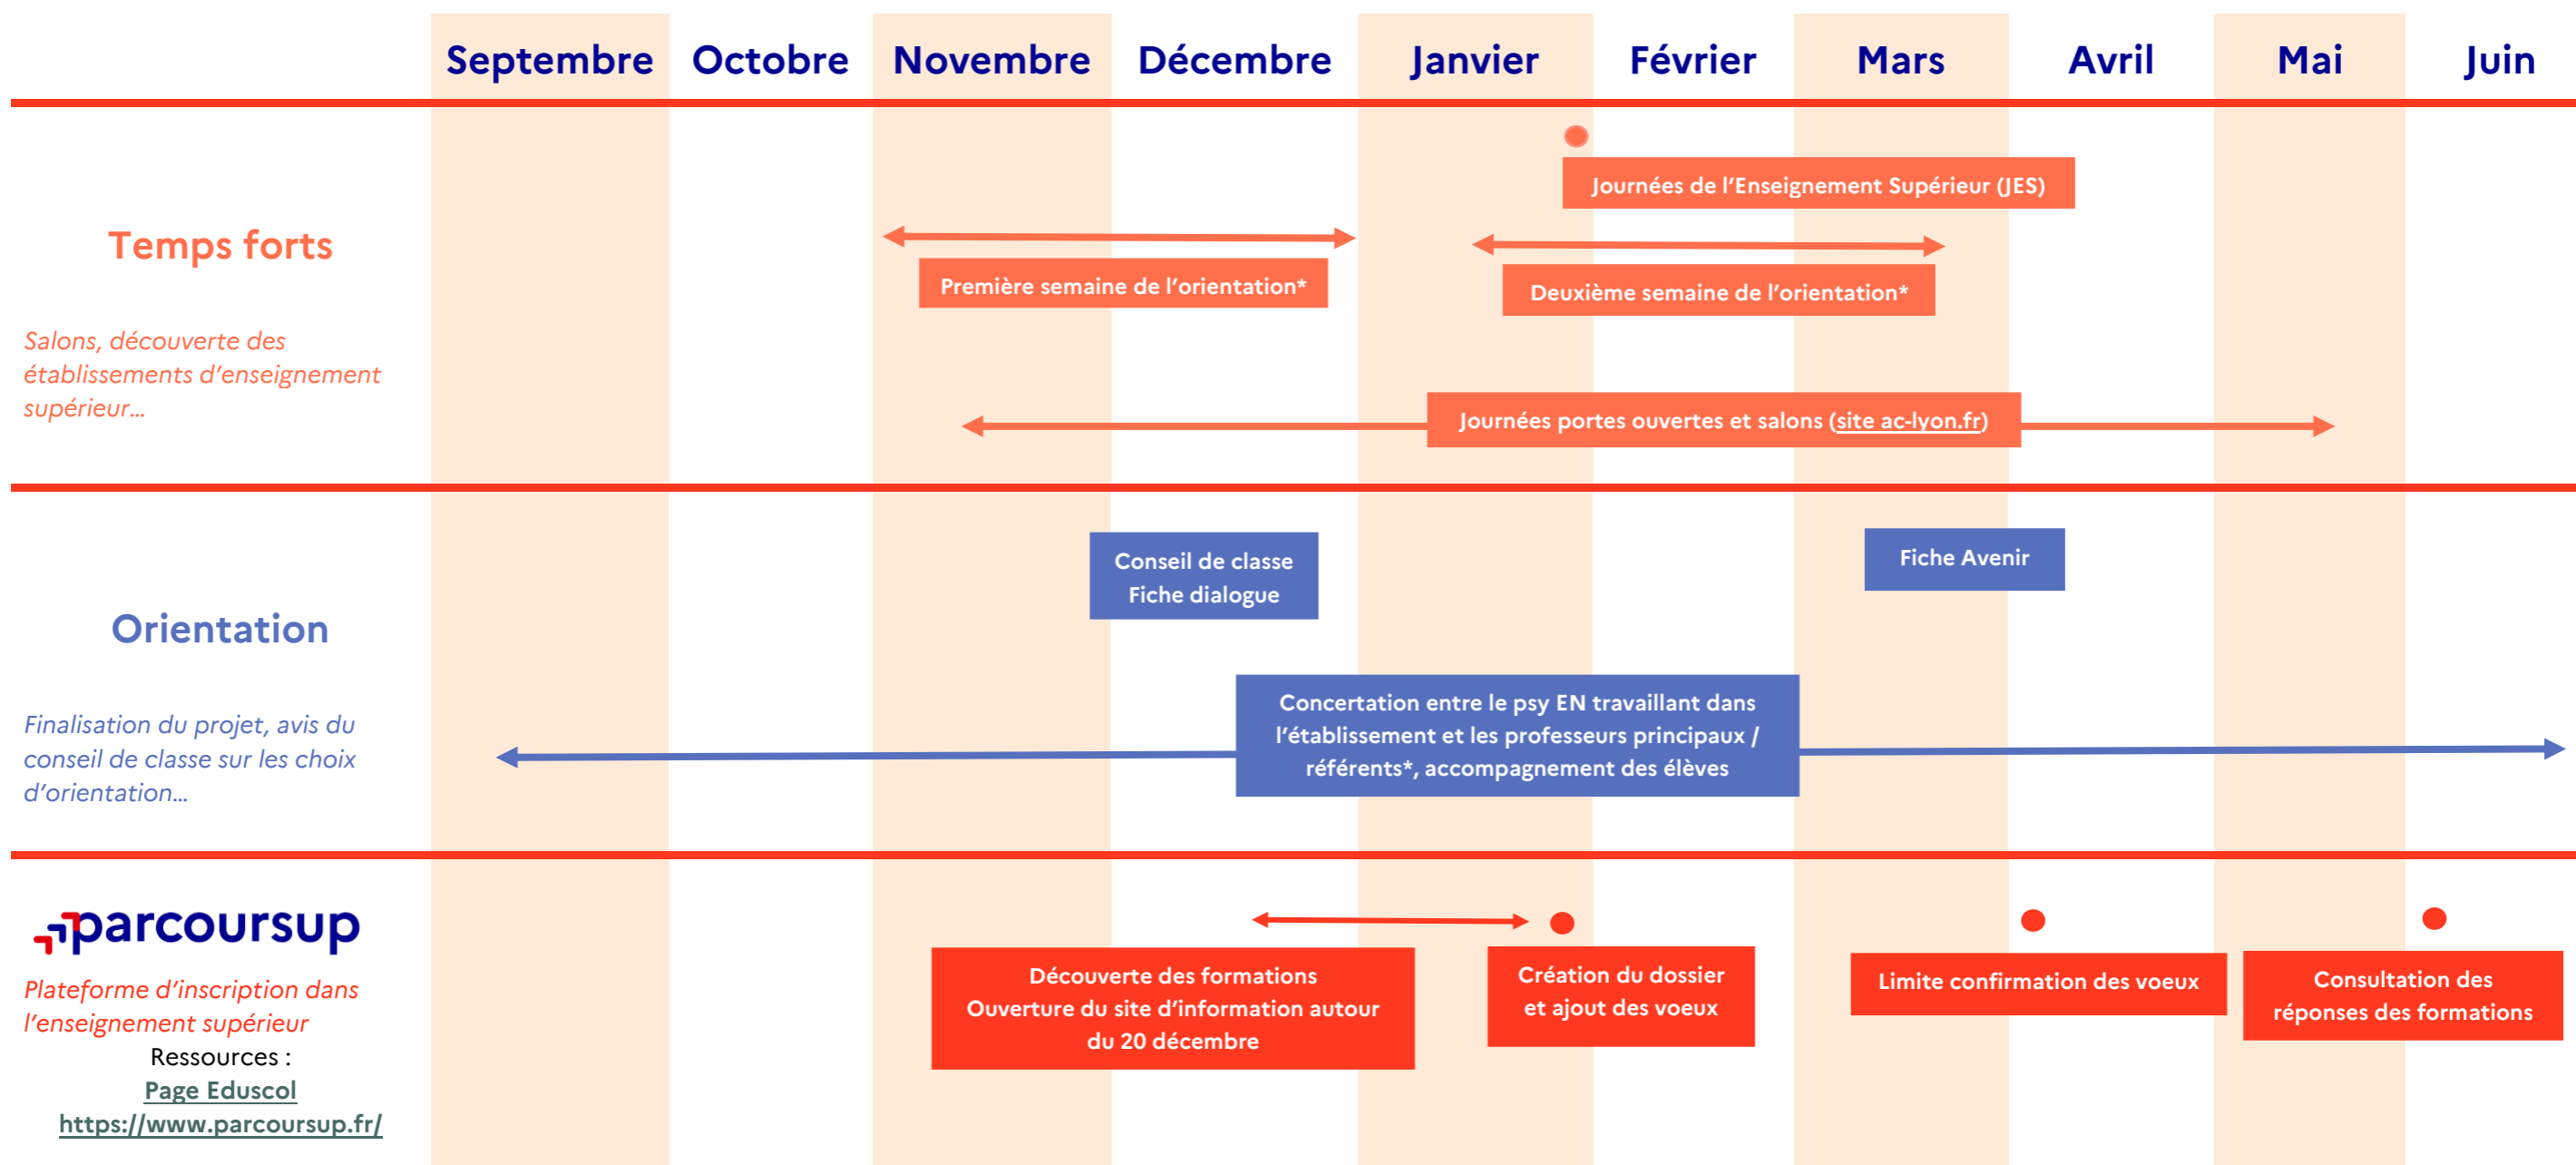 Septembre Octobre Novembre Décembre Janvier Février Mars Avril Mai Juin
Temps forts
Salons, découverte des
établissements d'enseignement
supérieur…
Journées de l'Enseignement Supérieur (JES)
Première semaine de l'orientation*
Deuxième semaine de l'orientation*
Journées portes ouvertes et salons (site ac-lyon.fr)
Orientation
Finalisation du projet, avis du
conseil de classe sur les choix
d'orientation…
Conseil de classe
Fiche dialogue
Fiche Avenir
Concertation entre le psy EN travaillant dans
l'établissement et les professeurs principaux /
référents*, accompagnement des élèves
parcoursup
Plateforme d'inscription dans
l'enseignement supérieur
Ressources :
Page Eduscol
https://www.parcoursup.fr/
Découverte des formations
Ouverture du site d'information autour
du 20 décembre
Création du dossier
et ajout des voeux
Limite confirmation des voeux
Consultation des
réponses des formations